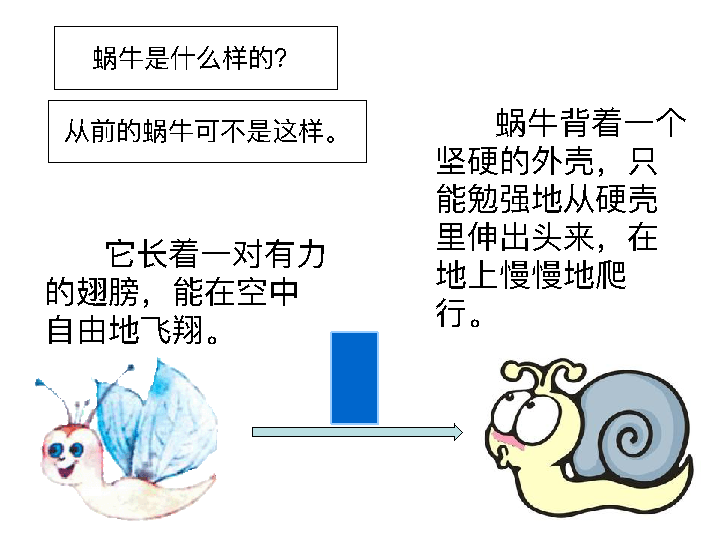 蜗牛是什么样的?
从前的蜗牛可不是这样。
它长着一对有力
的翅膀，能在空中
自由地飞翔。
蜗牛背着一个
坚硬的外壳，只
能勉强地从硬壳
里伸出头来，在
地上慢慢地爬
行。